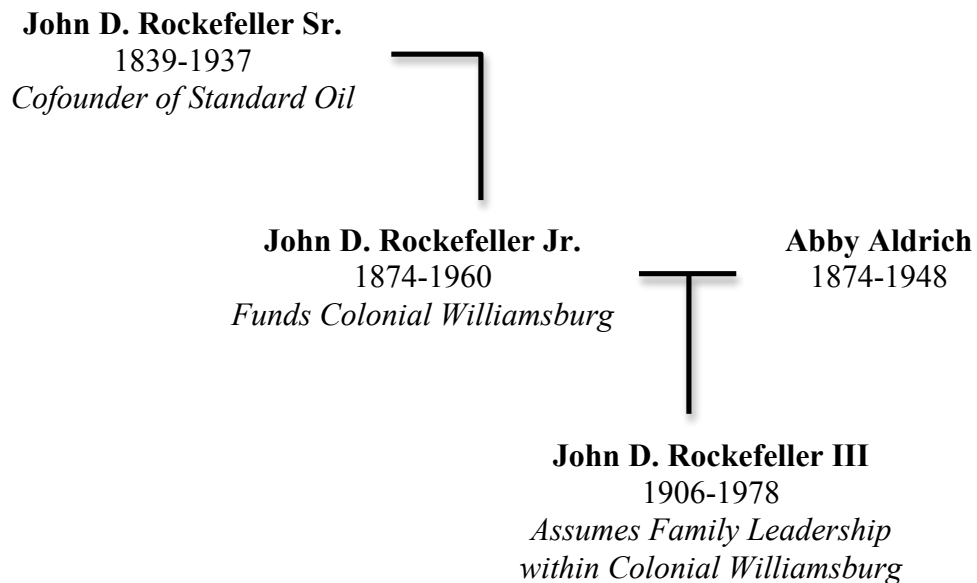 John D. Rockefeller Sr.
1839-1937
Cofounder of Standard Oil
John D. Rockefeller Jr.
1874-1960
Funds Colonial Williamsburg
Abby Aldrich
1874-1948
John D. Rockefeller III
1906-1978
Assumes Family Leadership
within Colonial Williamsburg